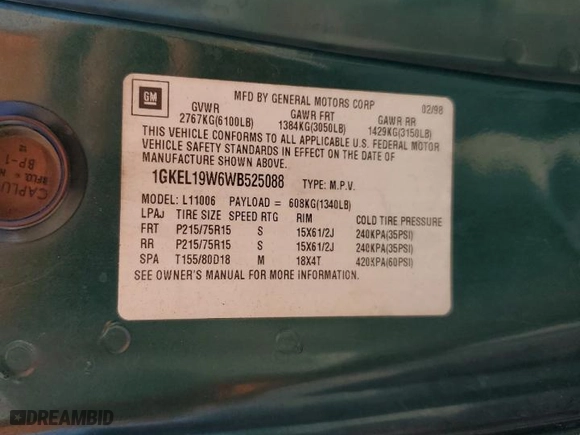 GM
MFD BY GENERAL MOTORS CORP 02/98
GVWR GAWR FRT GAWR RR
2767KG(6100LB) 1384KG(3050LB) 1429KG(3150LB)
THIS VEHICLE CONFORMS TO ALL APPLICABLE U.S. FEDERAL MOTOR
VEHICLE SAFETY STANDARDS IN EFFECT ON THE DATE OF
MANUFACTURE SHOWN ABOVE.
1GKEL19W6WB525088 TYPE: M.P.V.
MODEL: L11006 PAYLOAD = 608KG(1340LB)
LPAJ TIRE SIZE SPEED RTG RIM COLD TIRE PRESSURE
FRT P215/75R15 S 15X61/2J 240KPA(35PSI)
RR P215/75R15 S 15X61/2J 240KPA(35PSI)
SPA T155/80D18 M 18X4T 420KPA(60PSI)
SEE OWNER'S MANUAL FOR MORE INFORMATION.
CAPLU
BP-1
12
DREAMBID